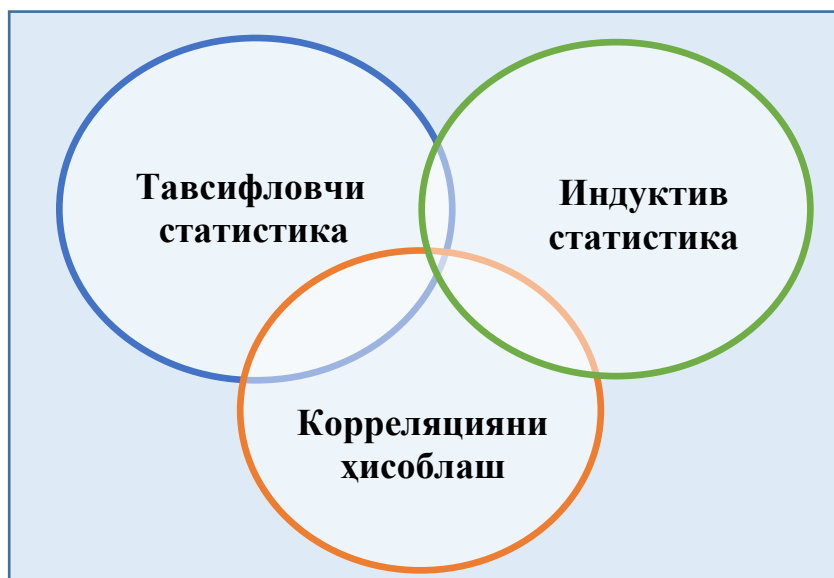 Тавсифловчи
статистика
Индуктив
статистика
Корреляцияни
ҳисоблаш